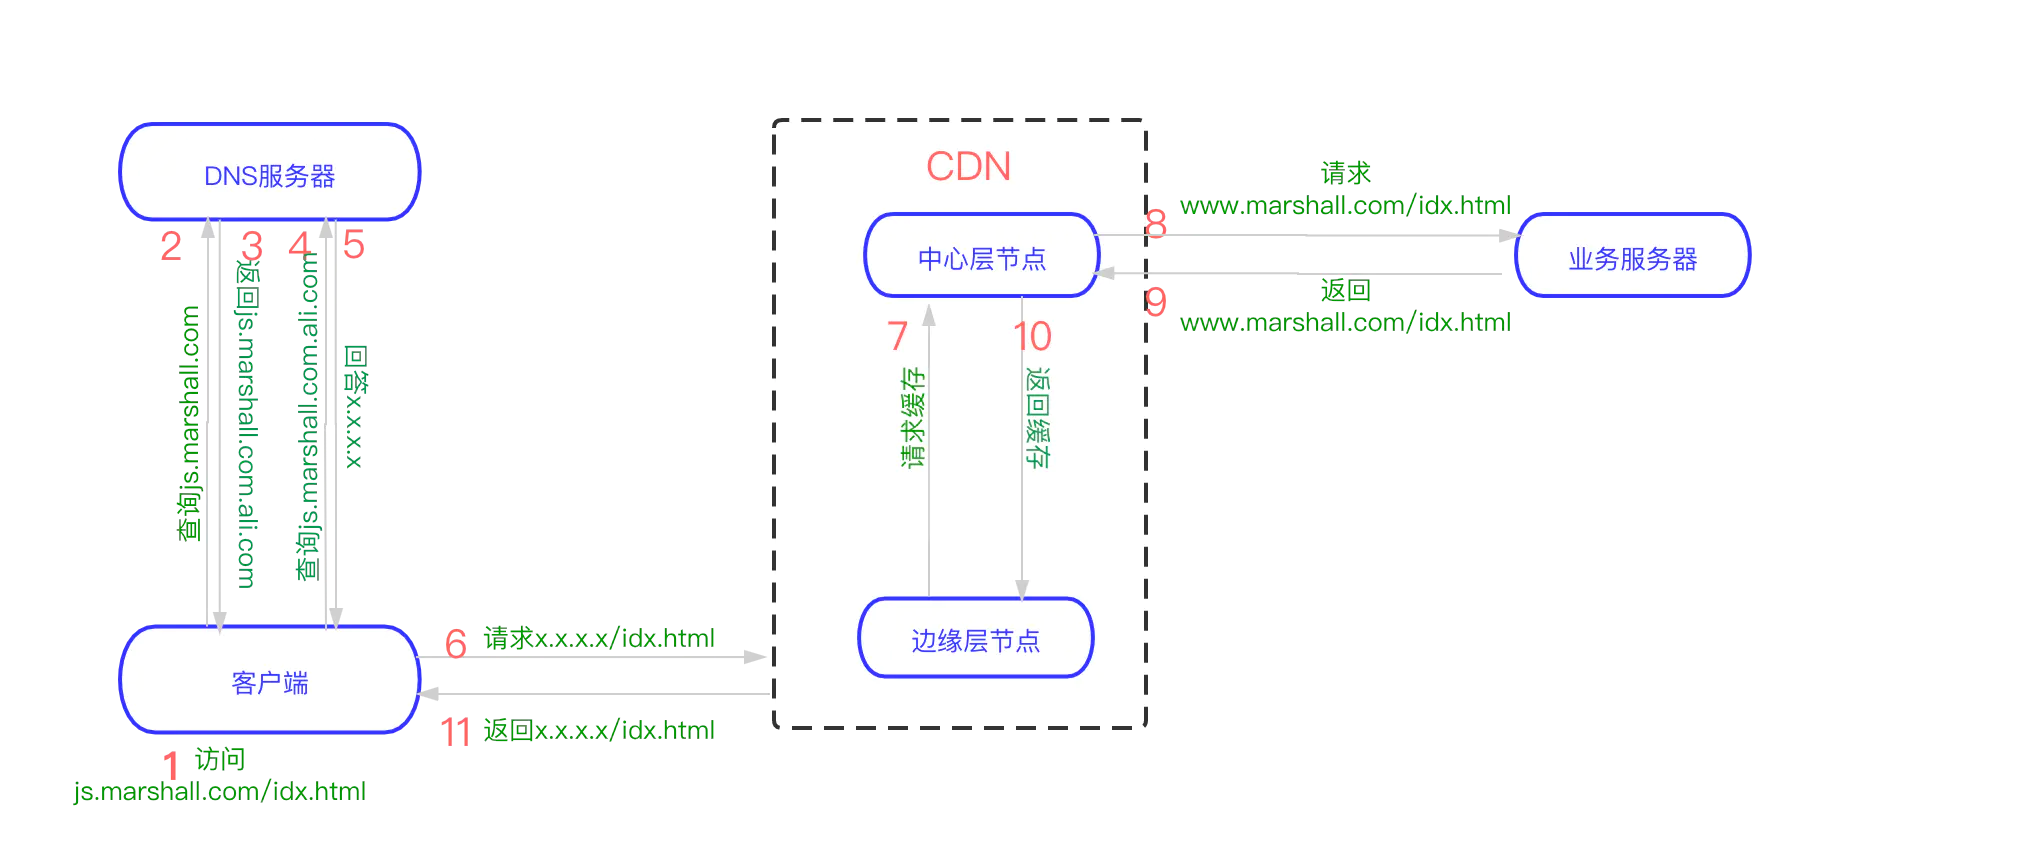 DNS服务器
2
3
4
5
查询js.marshall.com
返回js.marshall.com.ali.com
查询js.marshall.com.ali.com
回答x.x.x.x
客户端
1
访问
js.marshall.com/idx.html
6
请求x.x.x.x/idx.html
11
返回x.x.x.x/idx.html
CDN
中心层节点
7
10
请求缓存
返回缓存
边缘层节点
请求
www.marshall.com/idx.html
8
9
返回
www.marshall.com/idx.html
业务服务器